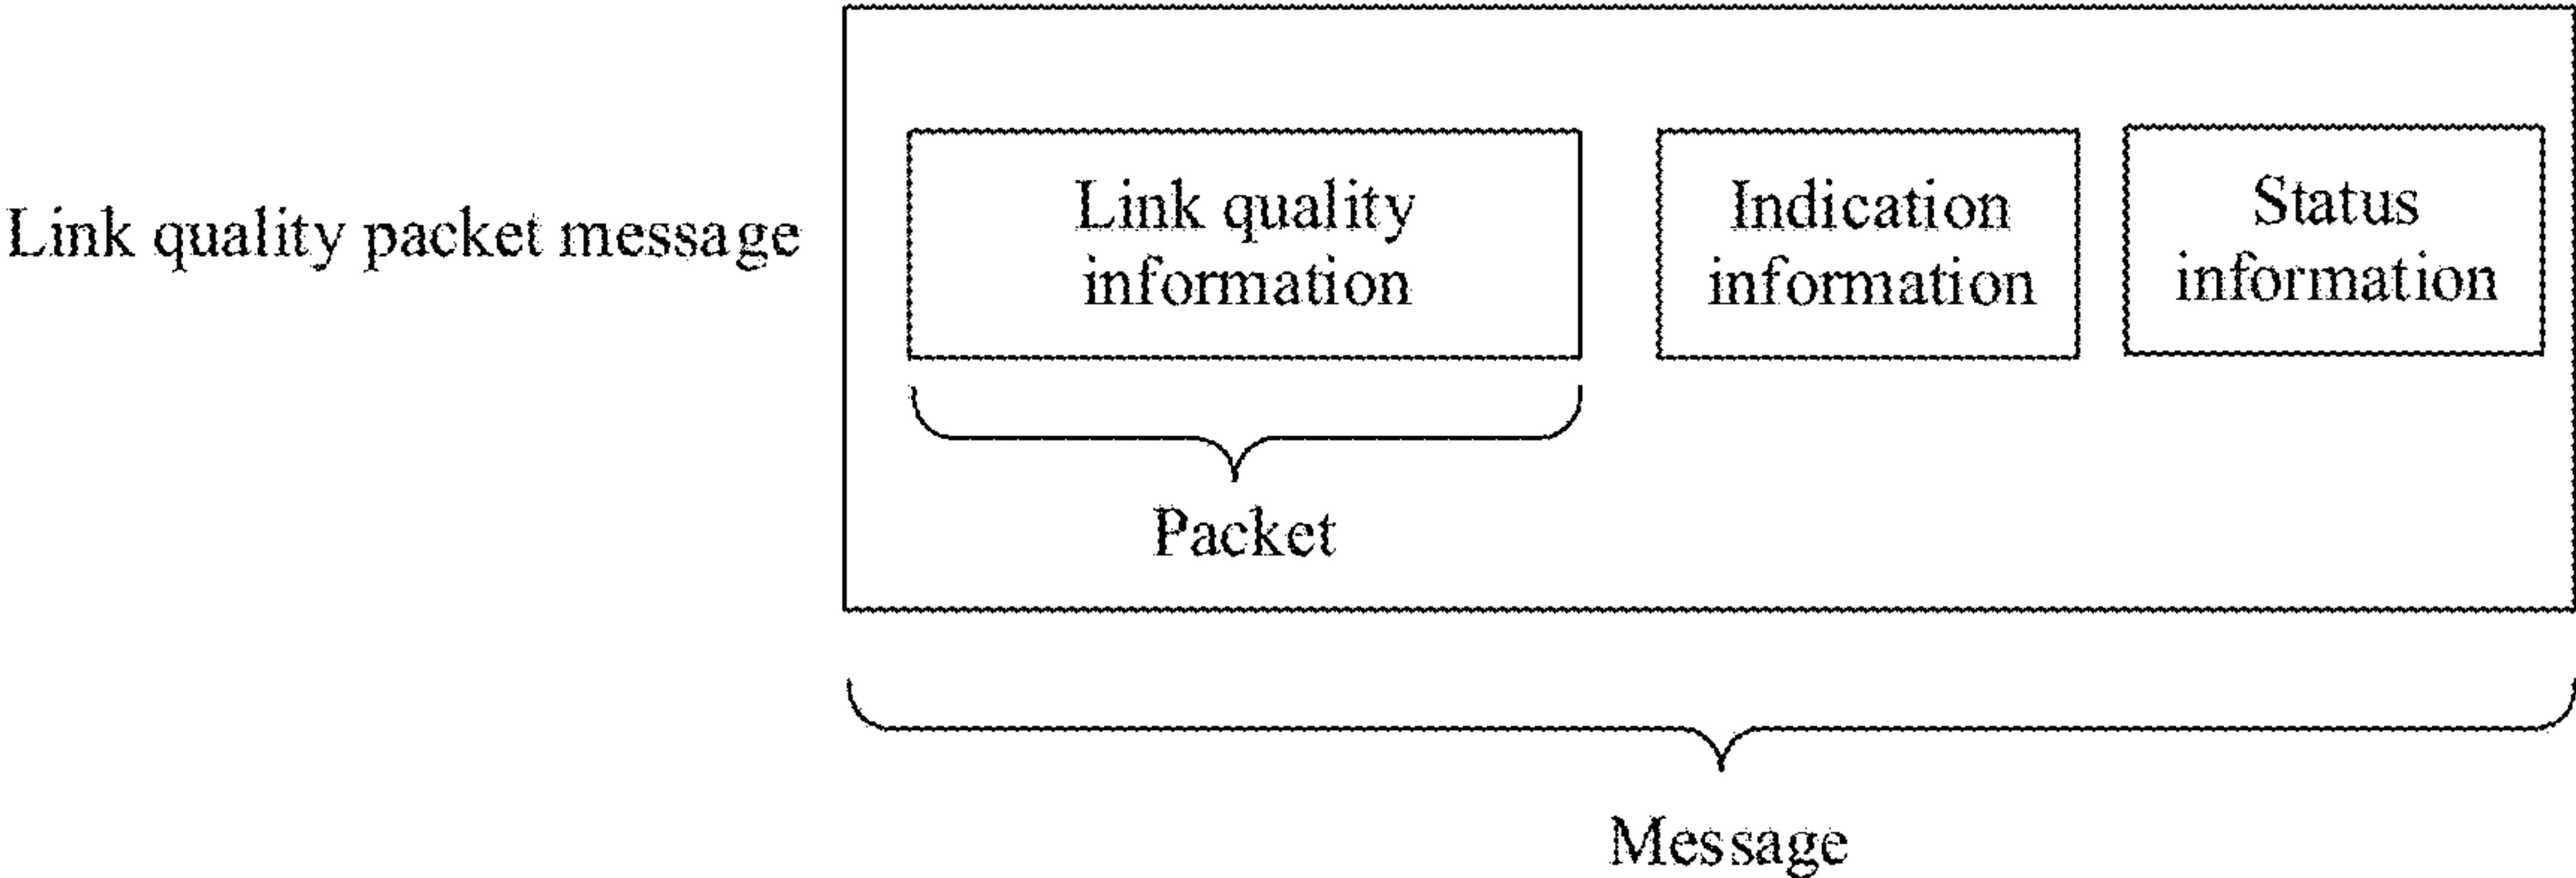 Link quality packet message
Link quality
information
Indication
information
Status
information
Packet
Message